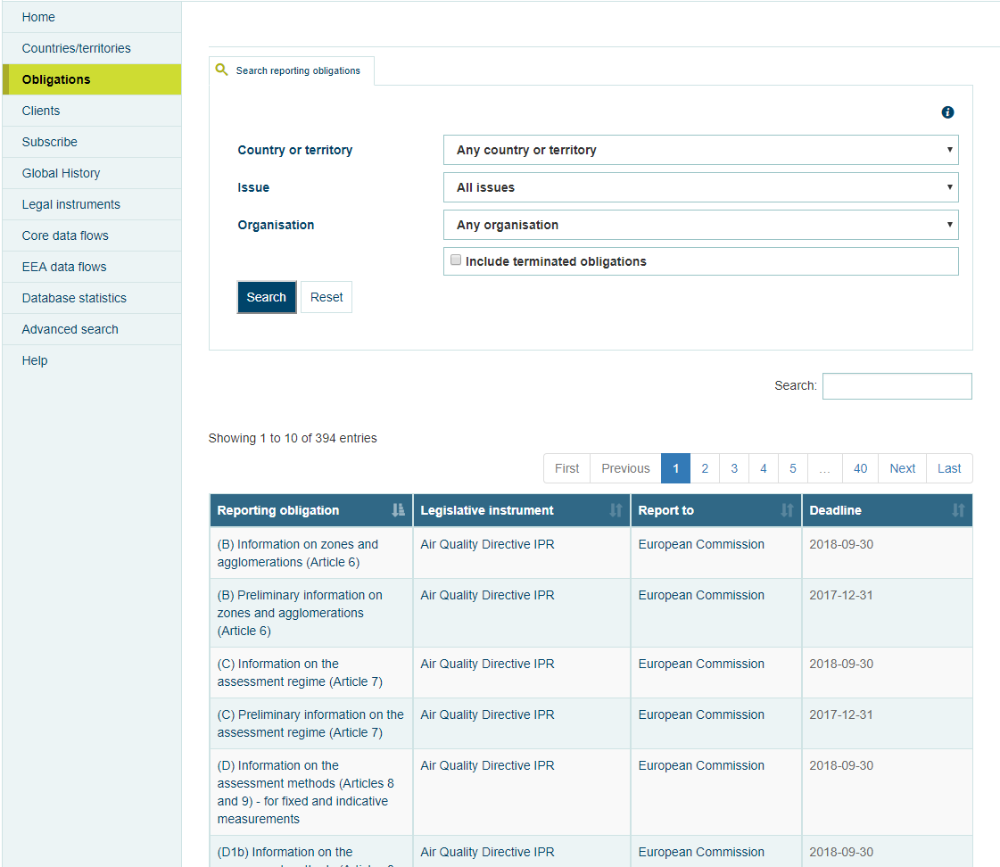 Home
Countries/territories
Obligations
Clients
Subscribe
Global History
Legal instruments
Core data flows
EEA data flows
Database statistics
Advanced search
Help
Search reporting obligations
Country or territory Any country or territory
Issue All issues
Organisation Any organisation
Include terminated obligations
Search Reset
Search:
Showing 1 to 10 of 394 entries
First Previous 1 2 3 4 5 … 40 Next Last
Reporting obligation Legislative instrument Report to Deadline
(B) Information on zones and Air Quality Directive IPR European Commission 2018-09-30
agglomerations (Article 6)
(B) Preliminary information on Air Quality Directive IPR European Commission 2017-12-31
zones and agglomerations
(Article 6)
(C) Information on the Air Quality Directive IPR European Commission 2018-09-30
assessment regime (Article 7)
(C) Preliminary information on the Air Quality Directive IPR European Commission 2017-12-31
assessment regime (Article 7)
(D) Information on the Air Quality Directive IPR European Commission 2018-09-30
assessment methods (Articles 8
and 9) - for fixed and indicative
measurements
(D1b) Information on the Air Quality Directive IPR European Commission 2018-09-30